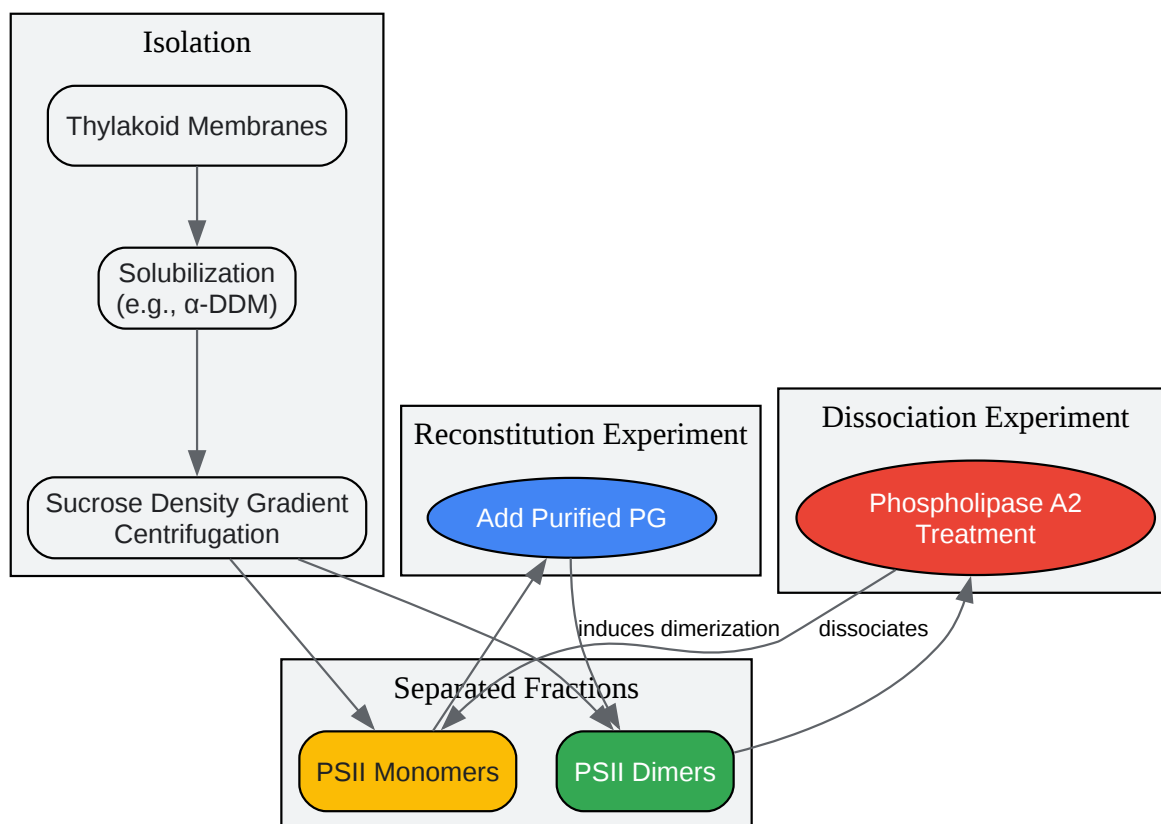 Isolation
Thylakoid Membranes
Solubilization
(e.g., α-DDM)
Sucrose Density Gradient
Centrifugation
Reconstitution Experiment
Add Purified PG
Dissociation Experiment
Phospholipase A2
Treatment
induces dimerization
dissociates
Separated Fractions
PSII Monomers
PSII Dimers